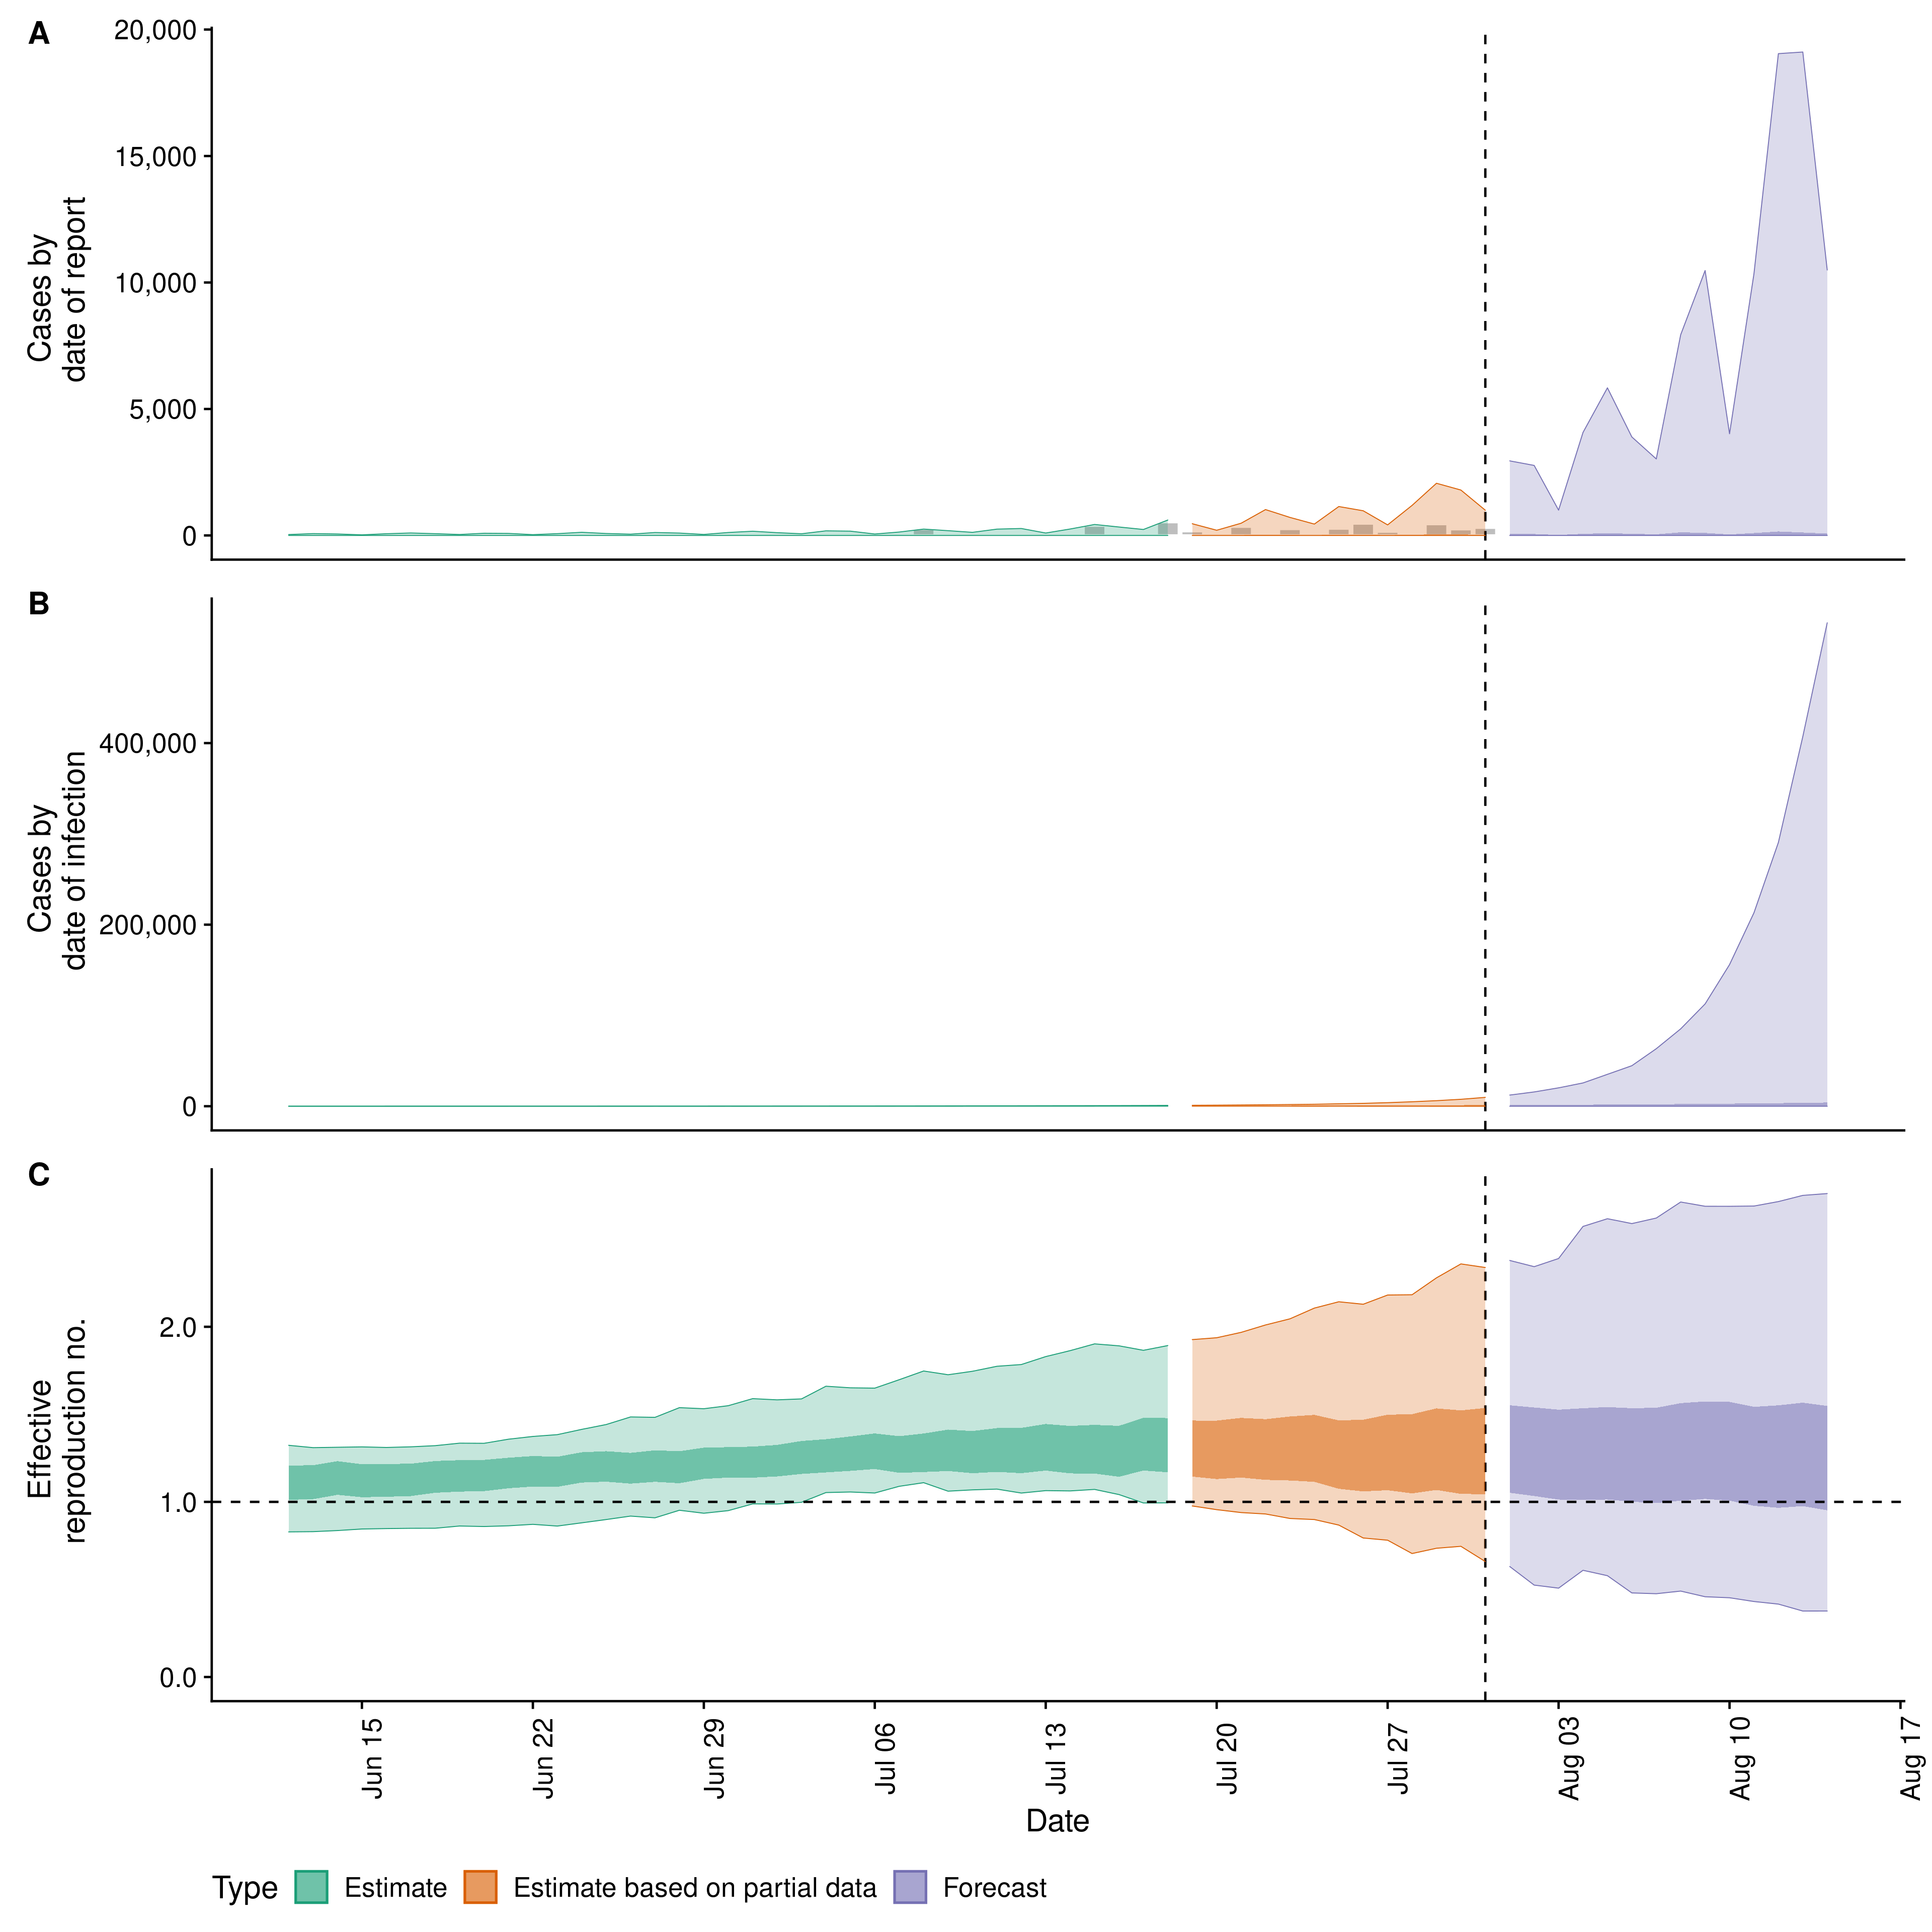 A
Cases by
date of report
20,000
15,000
10,000
5,000
0
B
Cases by
date of infection
400,000
200,000
0
C
Effective
reproduction no.
2.0
1.0
0.0
Jun 15
Jun 22
Jun 29
Jul 06
Jul 13
Jul 20
Jul 27
Aug 03
Aug 10
Aug 17
Date
Type Estimate Estimate based on partial data Forecast